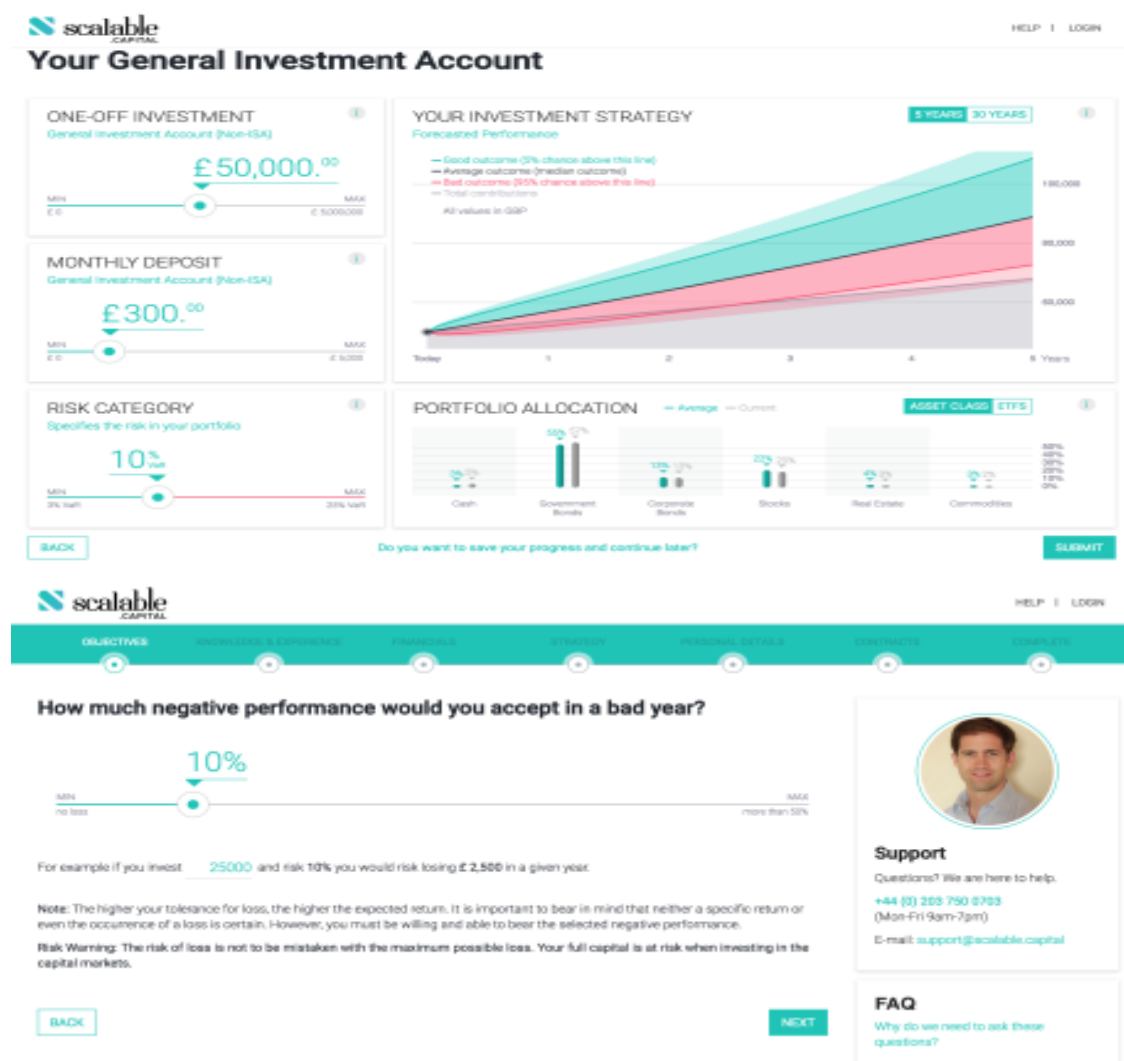 scalable
CAPITAL
HELP | LOGIN
Your General Investment Account
ONE-OFF INVESTMENT
General Investment Account (Non-ISA)
£50,000.00
MIN
MAX
£ 0
£ 5,000,000
MONTHLY DEPOSIT
General Investment Account (Non-ISA)
£300.00
MIN
MAX
£ 0
£ 5,000
RISK CATEGORY
Specifies the risk in your portfolio
10% VaR
MIN
MAX
3% VaR
25% VaR
YOUR INVESTMENT STRATEGY
Forecasted Performance
5 YEARS 30 YEARS
Good outcome (5% chance above this line)
Average outcome (median outcome)
Bad outcome (95% chance above this line)
Total contributions
All values in GBP
100,000
80,000
60,000
Today 1 2 3 4 5 Years
PORTFOLIO ALLOCATION
Average Current
ASSET CLASS ETFS
50%
40%
30%
20%
10%
0%
Cash
Government Bonds
Corporate Bonds
Stocks
Real Estate
Commodities
BACK
Do you want to save your progress and continue later?
SUBMIT
scalable
CAPITAL
HELP | LOGIN
OBJECTIVES KNOWLEDGE & EXPERIENCE FINANCIALS STRATEGY PERSONAL DETAILS CONTRACTS COMPLETE
How much negative performance would you accept in a bad year?
10%
MIN
MAX
no loss
more than 50%
For example if you invest 25000 and risk 10% you would risk losing £ 2,500 in a given year.
Note: The higher your tolerance for loss, the higher the expected return. It is important to bear in mind that neither a specific return or
even the occurrence of a loss is certain. However, you must be willing and able to bear the selected negative performance.
Risk Warning: The risk of loss is not to be mistaken with the maximum possible loss. Your full capital is at risk when investing in the
capital markets.
BACK
NEXT
Support
Questions? We are here to help.
+44 (0) 203 750 0703
(Mon-Fri 9am-7pm)
E-mail: support@scalable.capital
FAQ
Why do we need to ask these
questions?